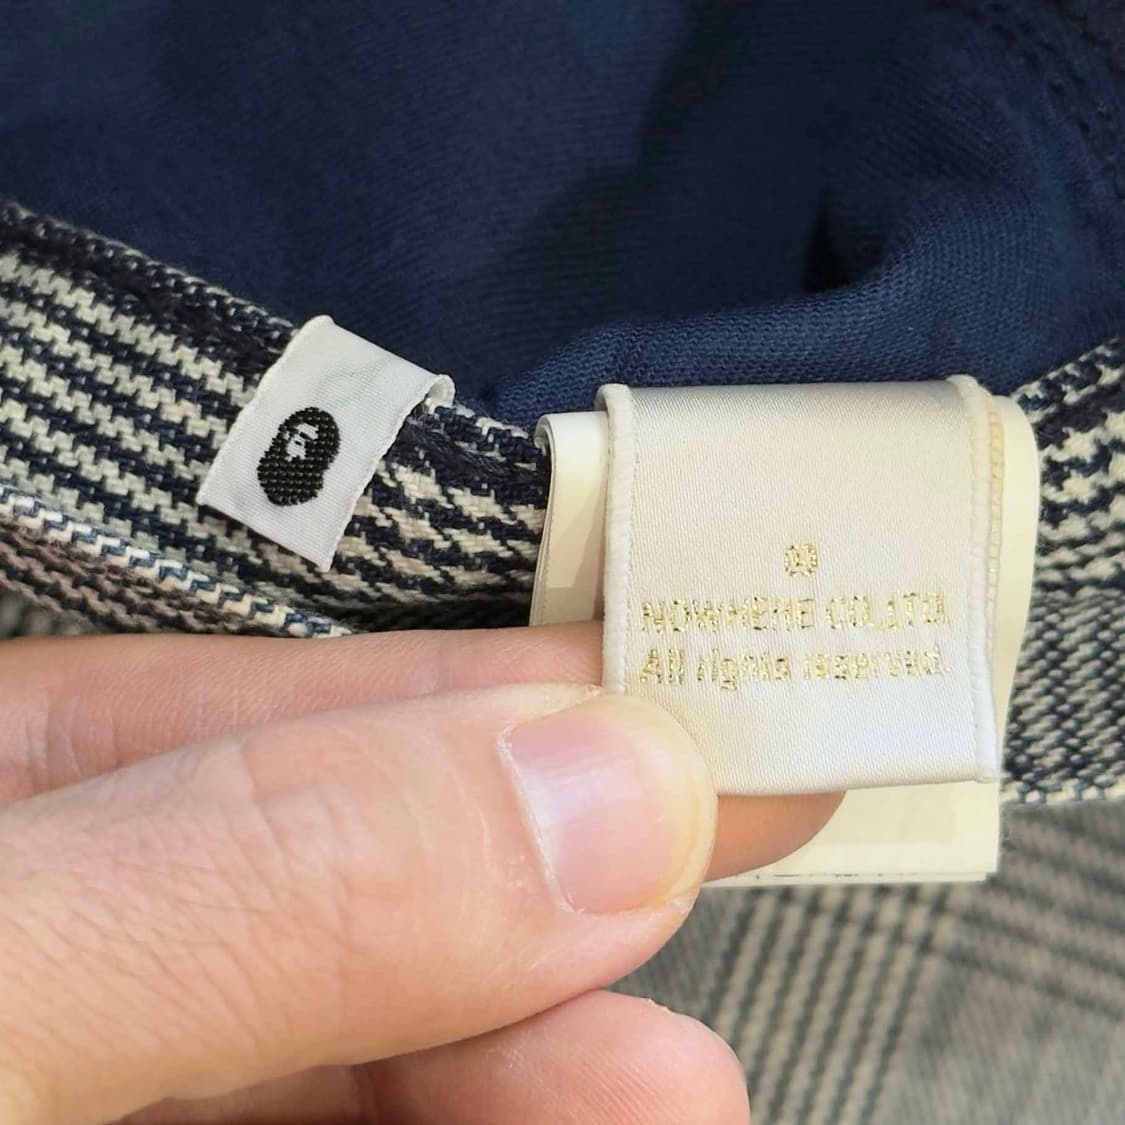 NOWHERE CO.,LTD.
All rights reserved.